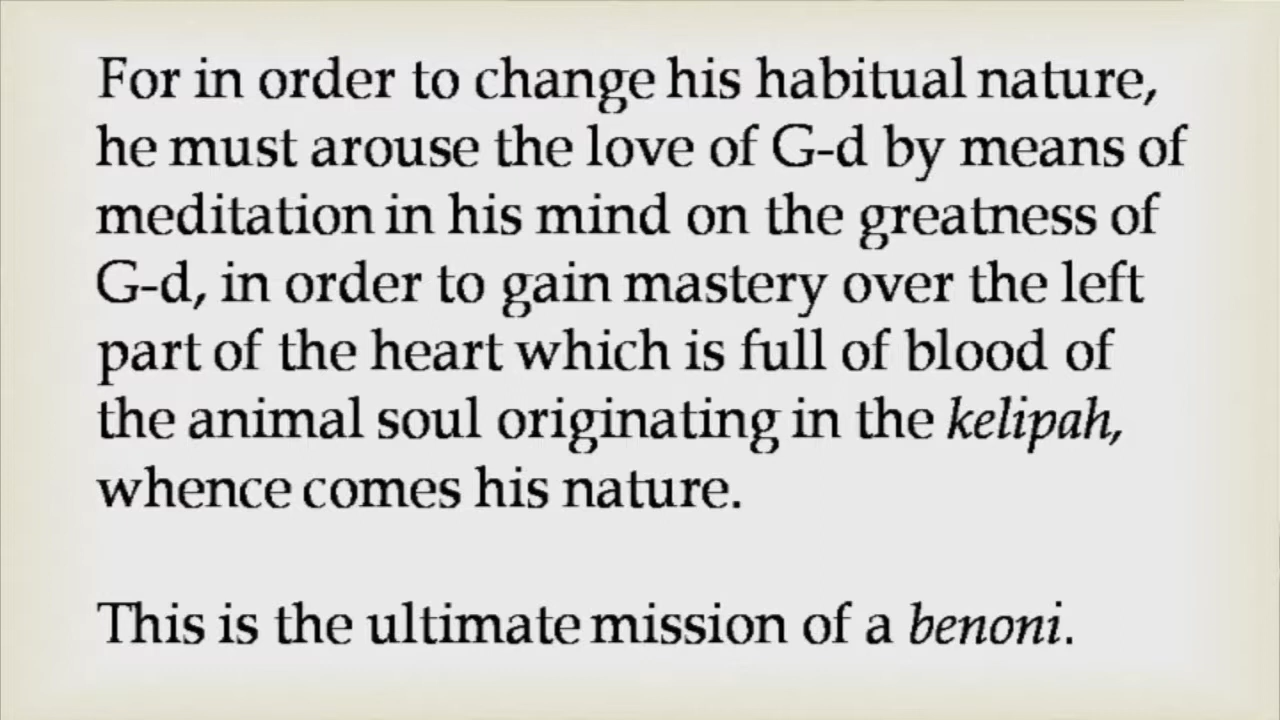 For in order to change his habitual nature,
he must arouse the love of G-d by means of
meditation in his mind on the greatness of
G-d, in order to gain mastery over the left
part of the heart which is full of blood of
the animal soul originating in the kelipah,
whence comes his nature.
This is the ultimate mission of a benoni.